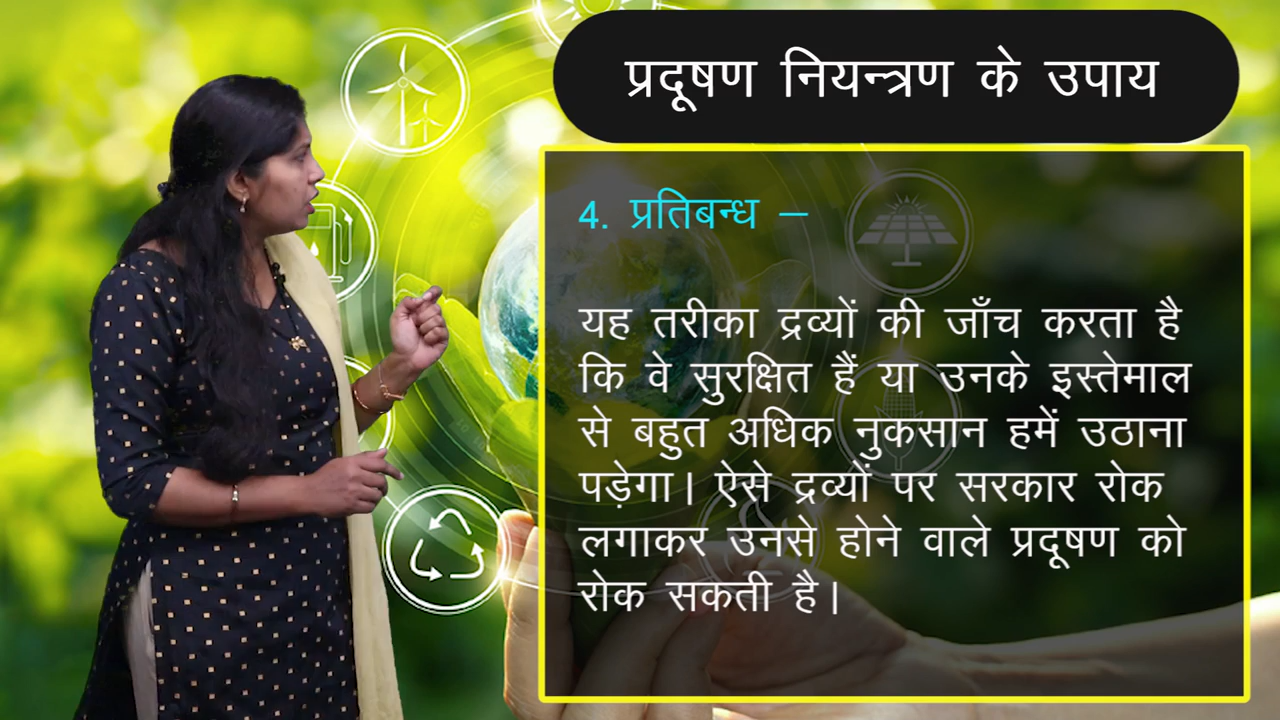 प्रदूषण नियन्त्रण के उपाय
4. प्रतिबन्ध –
यह तरीका द्रव्यों की जाँच करता है
कि वे सुरक्षित हैं या उनके इस्तेमाल
से बहुत अधिक नुकसान हमें उठाना
पड़ेगा। ऐसे द्रव्यों पर सरकार रोक
लगाकर उनसे होने वाले प्रदूषण को
रोक सकती है।